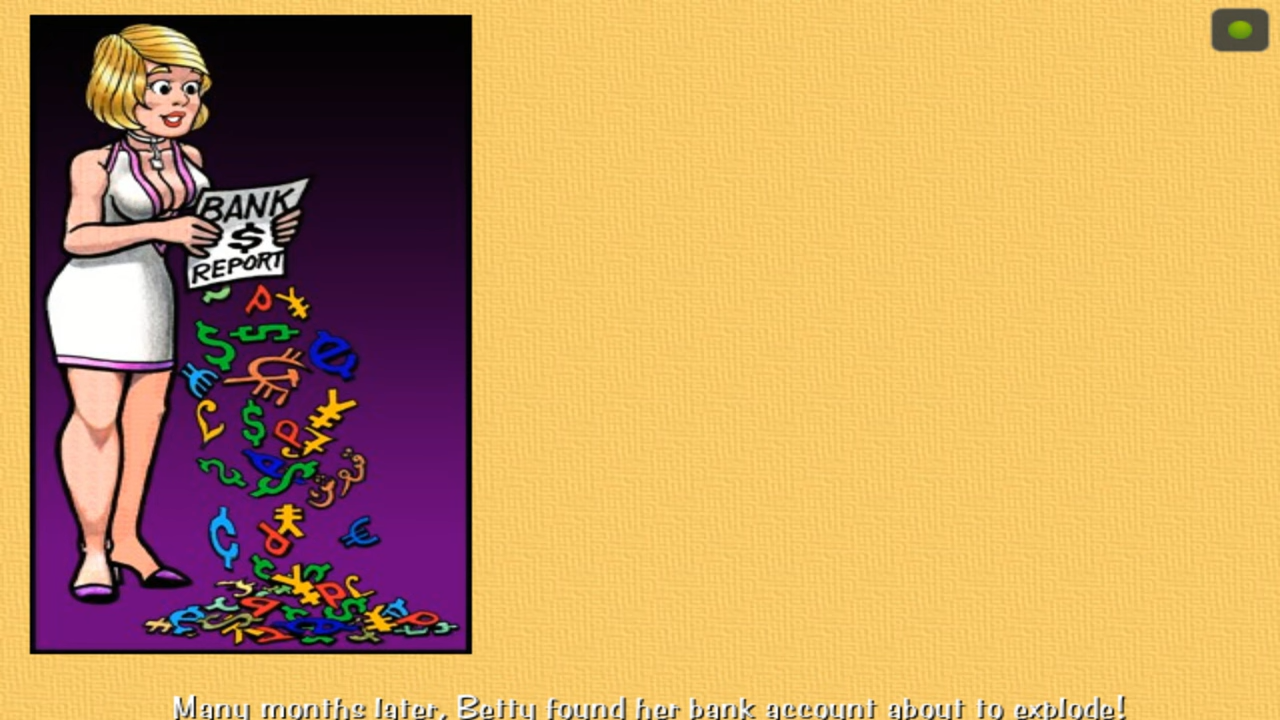 BANK
$
REPORT
Many months later, Betty found her bank account about to explode!